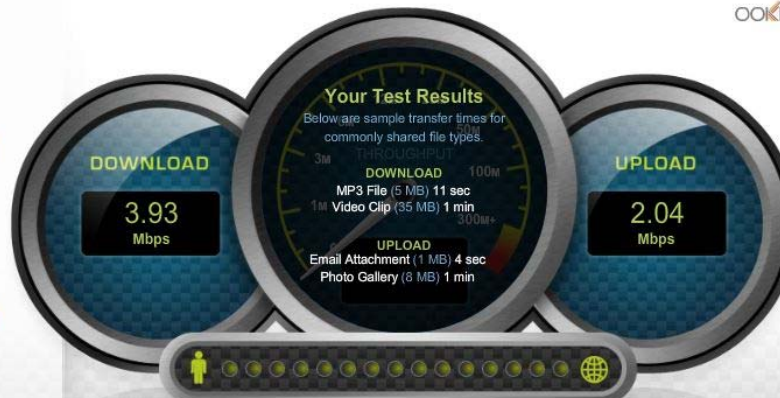 OOK
Your Test Results
Below are sample transfer times for
commonly shared file types.
50M
THROUGHPUT
3M
100M
DOWNLOAD
DOWNLOAD
UPLOAD
MP3 File (5 MB) 11 sec
Video Clip (35 MB) 1 min
1M
300M+
3.93
Mbps
2.04
Mbps
UPLOAD
Email Attachment (1 MB) 4 sec
Photo Gallery (8 MB) 1 min